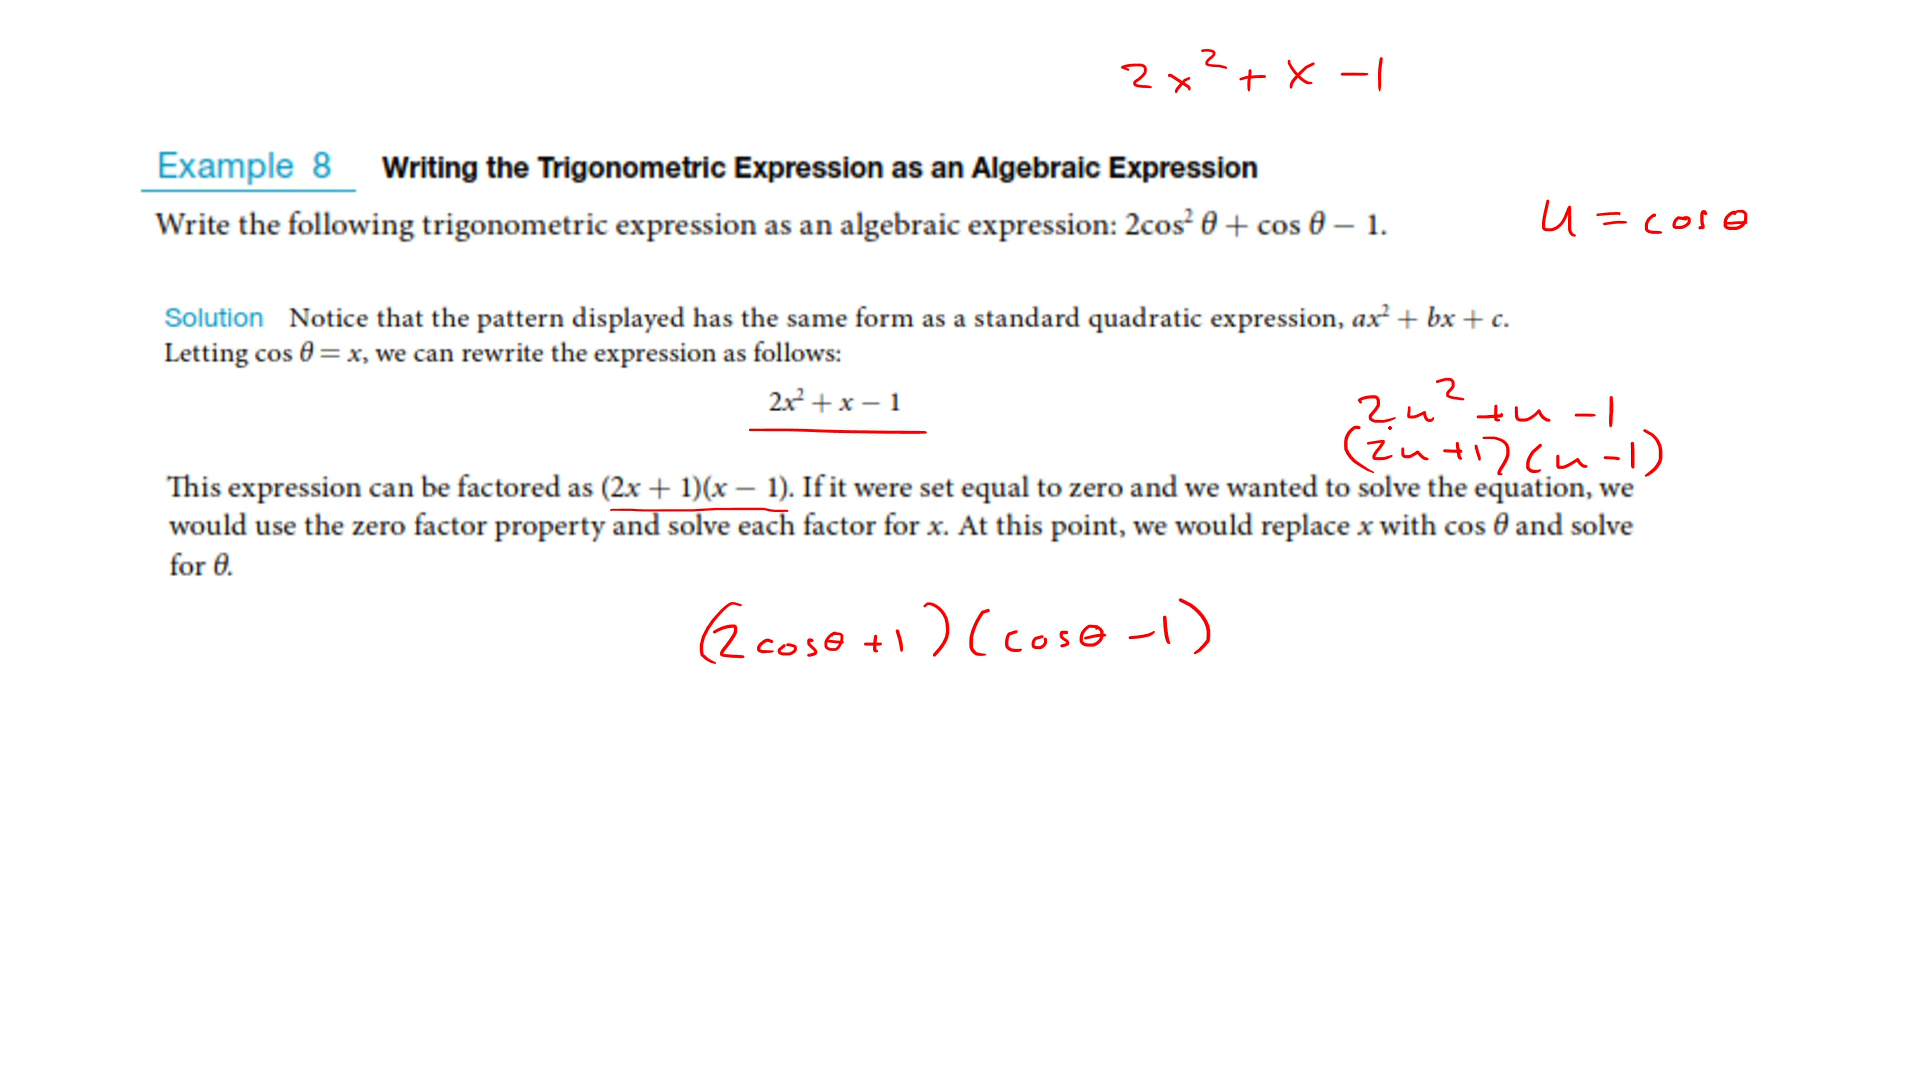 2x² + x − 1
Example 8 Writing the Trigonometric Expression as an Algebraic Expression
Write the following trigonometric expression as an algebraic expression: 2cos² θ + cos θ − 1.
u = cos θ
Solution Notice that the pattern displayed has the same form as a standard quadratic expression, ax² + bx + c.
Letting cos θ = x, we can rewrite the expression as follows:
2x² + x − 1
2u² + u − 1
(2u + 1)(u − 1)
This expression can be factored as (2x + 1)(x − 1). If it were set equal to zero and we wanted to solve the equation, we
would use the zero factor property and solve each factor for x. At this point, we would replace x with cos θ and solve
for θ.
(2 cos θ + 1)(cos θ − 1)